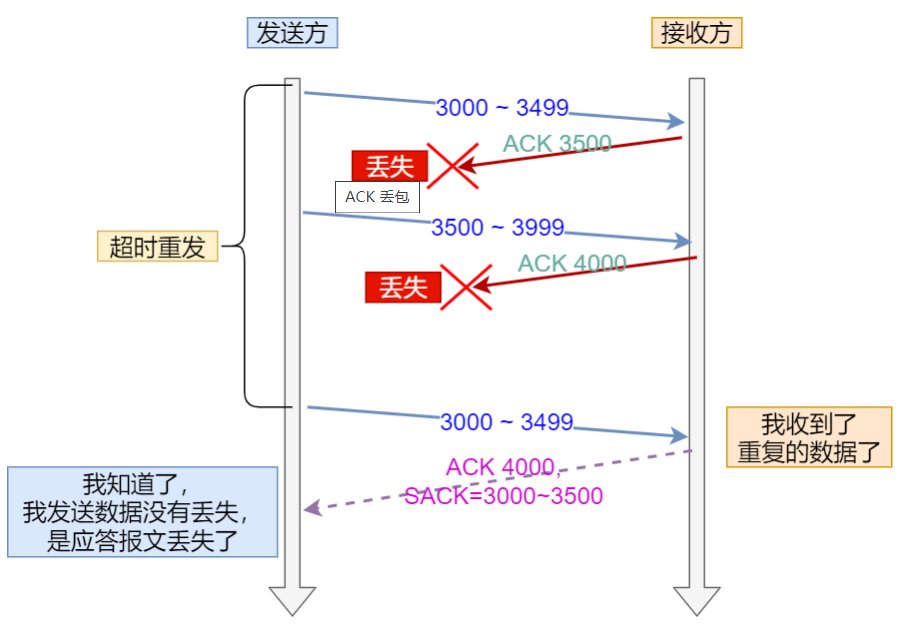 发送方
接收方
3000 ~ 3499
ACK 3500
丢失
ACK 丢包
3500 ~ 3999
超时重发
ACK 4000
丢失
3000 ~ 3499
我收到了
重复的数据了
ACK 4000,
SACK=3000~3500
我知道了，
我发送数据没有丢失，
是应答报文丢失了